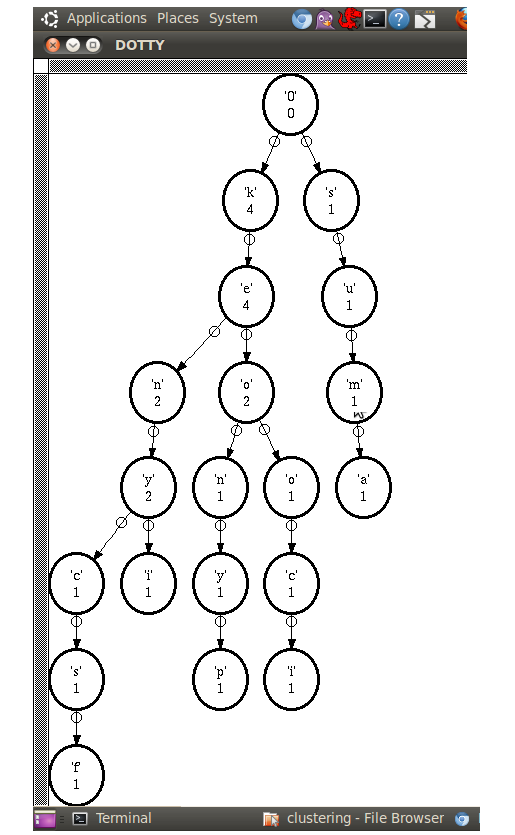 Applications Places System
DOTTY
'0'
0
'k'
4
's'
1
'e'
4
'u'
1
'n'
2
'o'
2
'm'
1
'y'
2
'n'
1
'o'
1
'a'
1
'c'
1
'i'
1
'y'
1
'c'
1
's'
1
'p'
1
'i'
1
'f'
1
Terminal clustering - File Browser